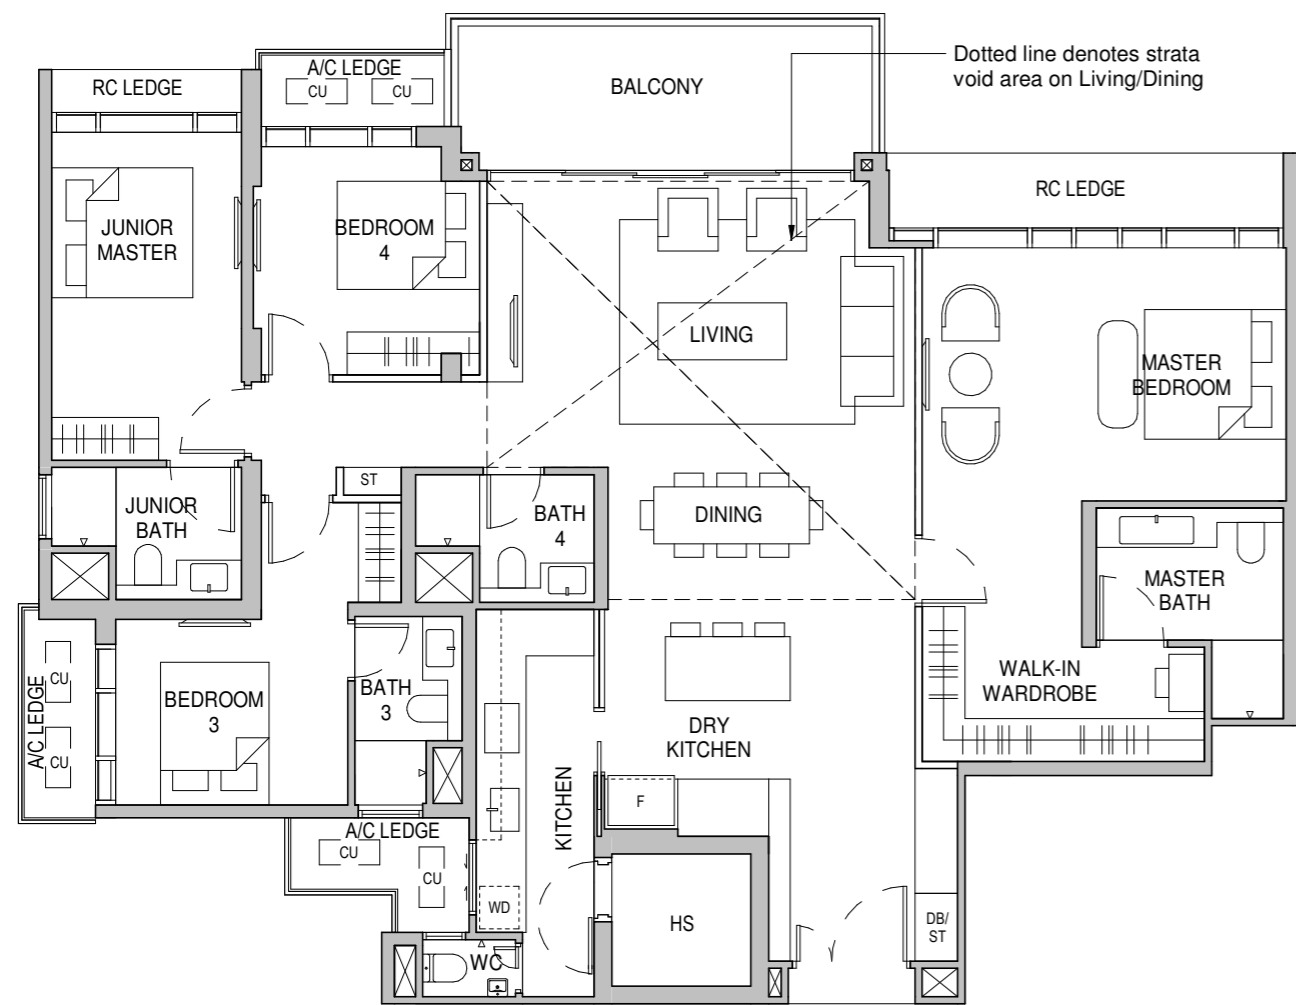 Dotted line denotes strata
void area on Living/Dining
A/C LEDGE
CU
CU
RC LEDGE
BALCONY
RC LEDGE
JUNIOR
MASTER
BEDROOM
4
LIVING
MASTER
BEDROOM
ST
JUNIOR
BATH
BATH
4
DINING
MASTER
BATH
A/C LEDGE
CU
CU
BEDROOM
3
BATH
3
WALK-IN
WARDROBE
DRY
KITCHEN
KITCHEN
F
A/C LEDGE
CU
CU
WD
HS
DB/
ST
WC